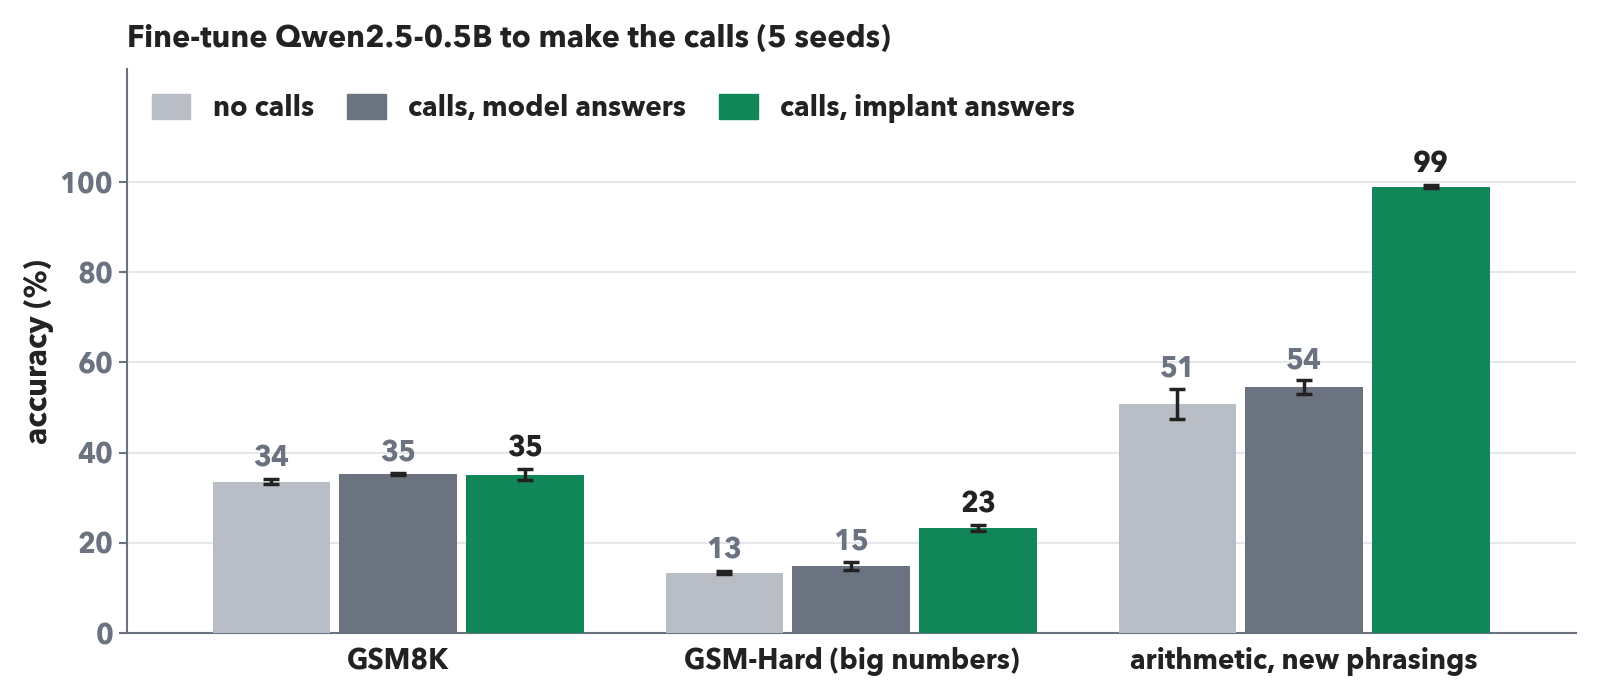 Fine-tune Qwen2.5-0.5B to make the calls (5 seeds)
no calls
calls, model answers
calls, implant answers
accuracy (%)
100
80
60
40
20
0
34
35
35
13
15
23
51
54
99
GSM8K
GSM-Hard (big numbers)
arithmetic, new phrasings